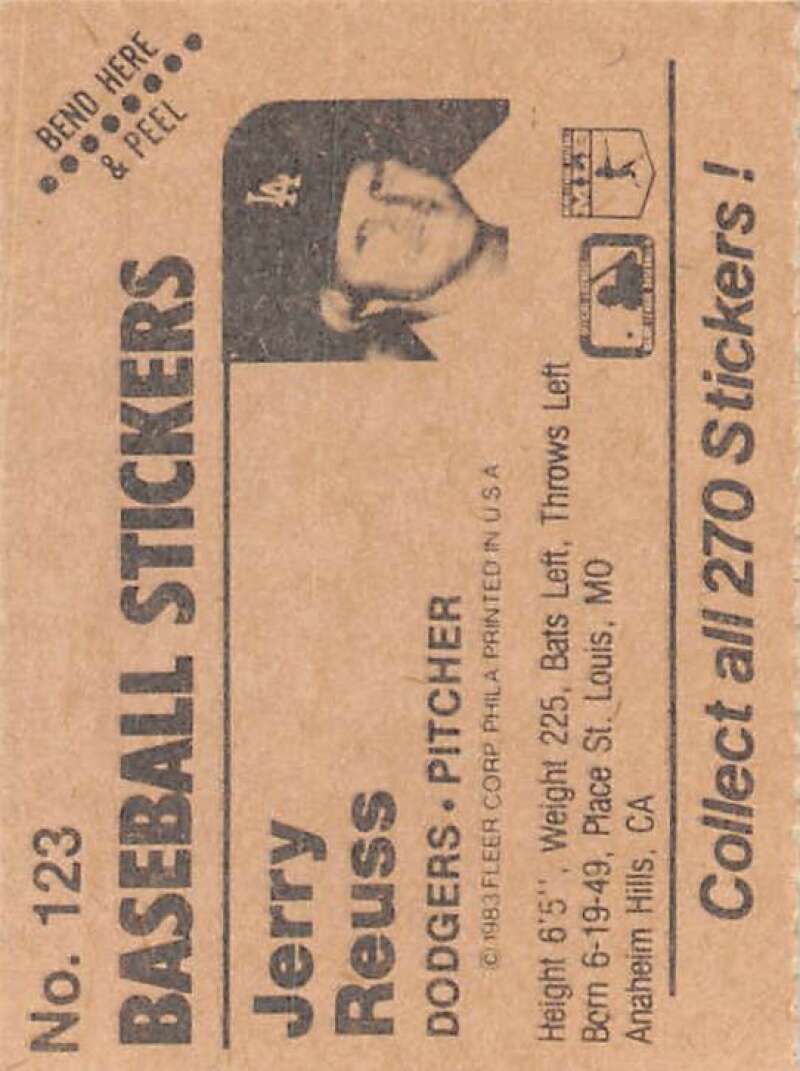 No. 123
BEND HERE
& PEEL
BASEBALL STICKERS
LA
Jerry
Reuss
DODGERS • PITCHER
© 1983 FLEER CORP. PHILA. PRINTED IN U S A
Height 6'5'', Weight 225, Bats Left, Throws Left
Born 6-19-49, Place St. Louis, MO
Anaheim Hills, CA
Collect all 270 Stickers!